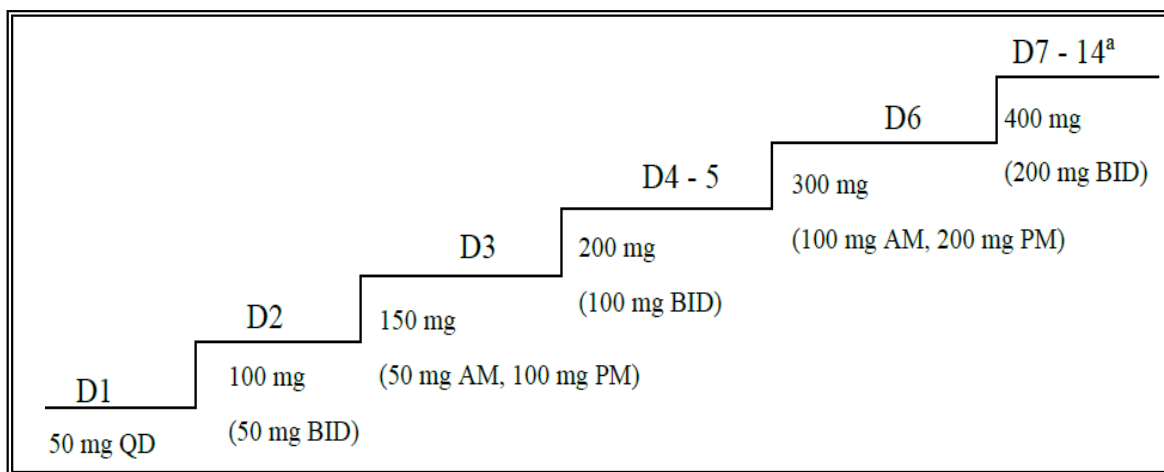 D1
50 mg QD
D2
100 mg
(50 mg BID)
D3
150 mg
(50 mg AM, 100 mg PM)
D4 - 5
200 mg
(100 mg BID)
D6
300 mg
(100 mg AM, 200 mg PM)
D7 - 14ᵃ
400 mg
(200 mg BID)